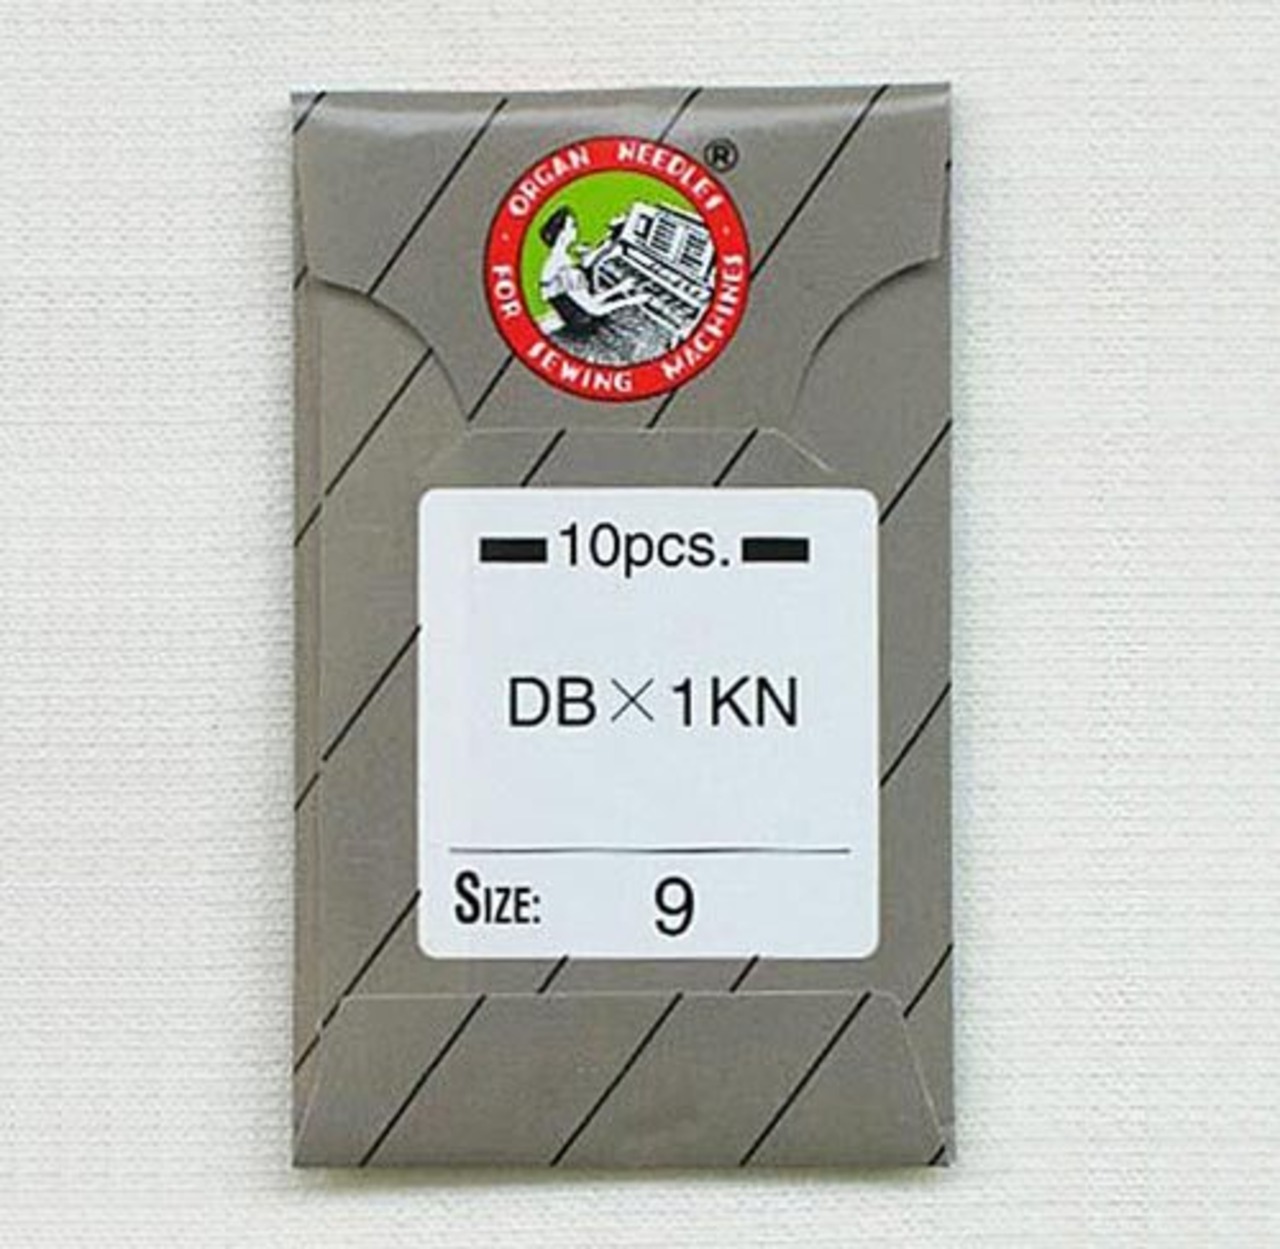 ORGAN NEEDLES
®
FOR SEWING MACHINES
10pcs.
DB×1KN
SIZE: 9